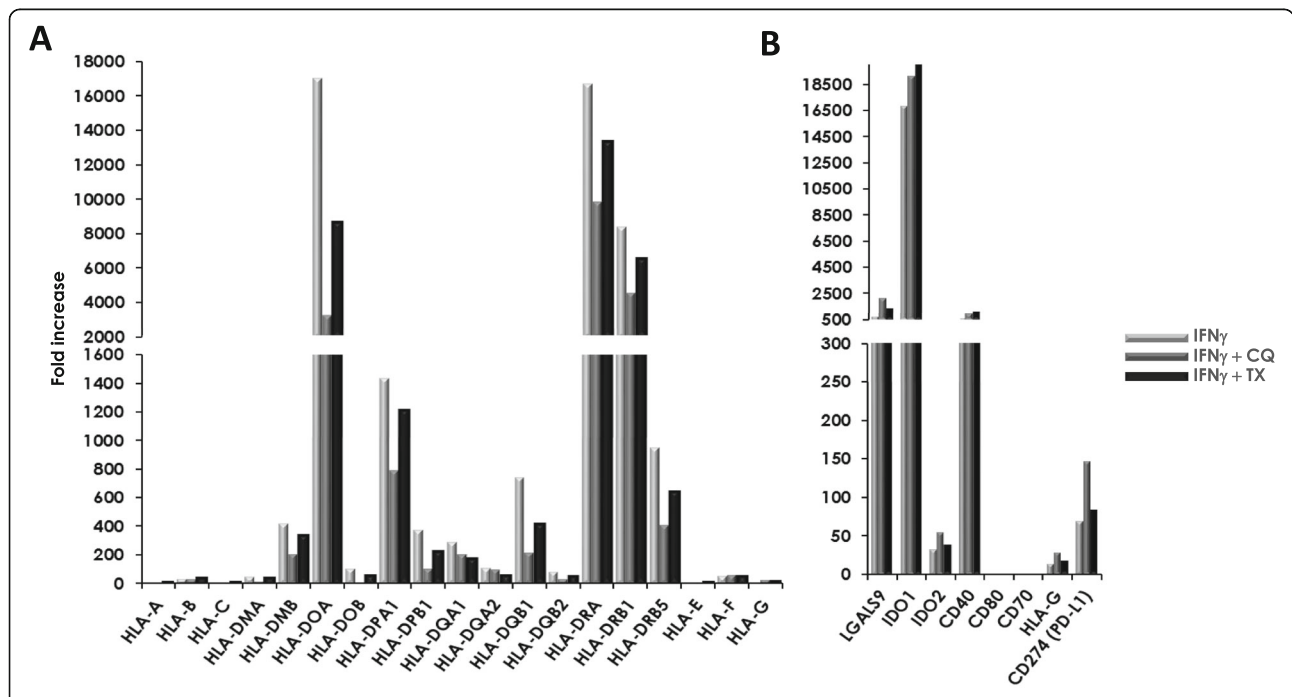 A
Fold increase
18000
16000
14000
12000
10000
8000
6000
4000
2000
1600
1400
1200
1000
800
600
400
200
0
HLA-A
HLA-B
HLA-C
HLA-DMA
HLA-DMB
HLA-DOA
HLA-DOB
HLA-DPA1
HLA-DPB1
HLA-DQA1
HLA-DQA2
HLA-DQB1
HLA-DQB2
HLA-DRA
HLA-DRB1
HLA-DRB5
HLA-E
HLA-F
HLA-G
B
18500
16500
14500
12500
10500
8500
6500
4500
2500
500
300
250
200
150
100
50
0
LGALS9
IDO1
IDO2
CD40
CD80
CD70
HLA-G
CD274 (PD-L1)
IFNγ
IFNγ + CQ
IFNγ + TX